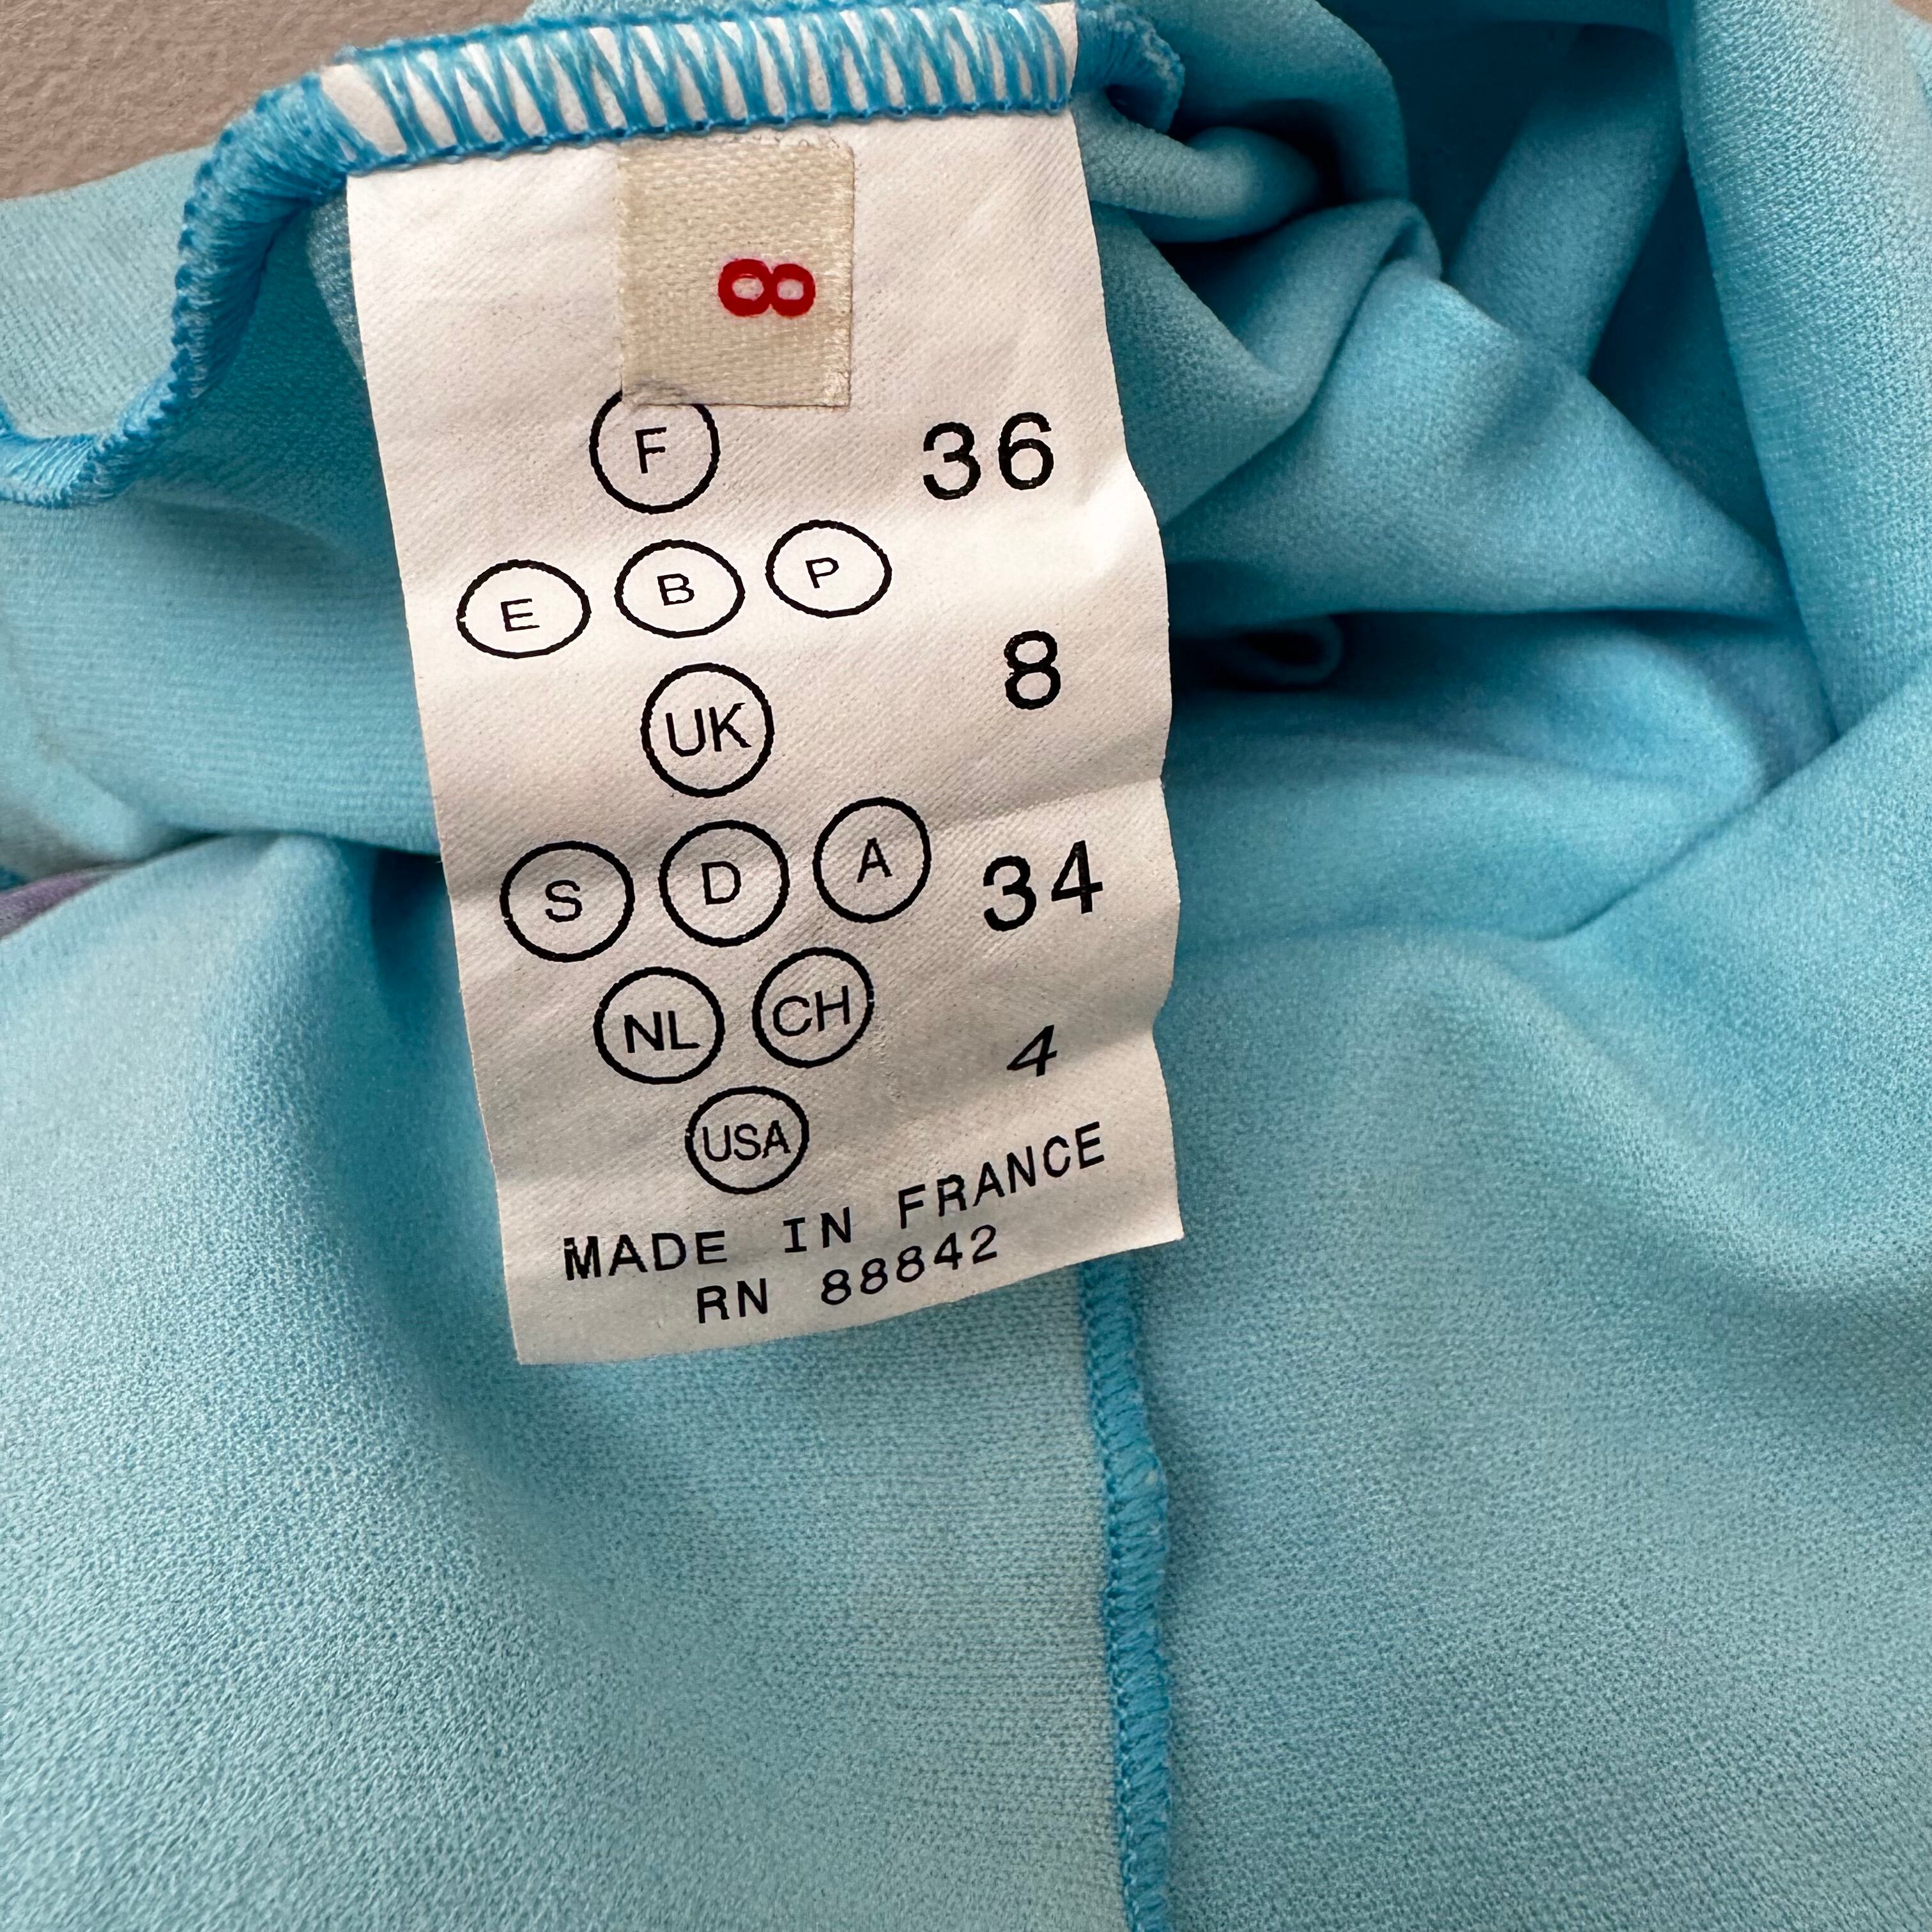 8
F 36
E B P
UK 8
S D A 34
NL CH
USA 4
MADE IN FRANCE
RN 88842